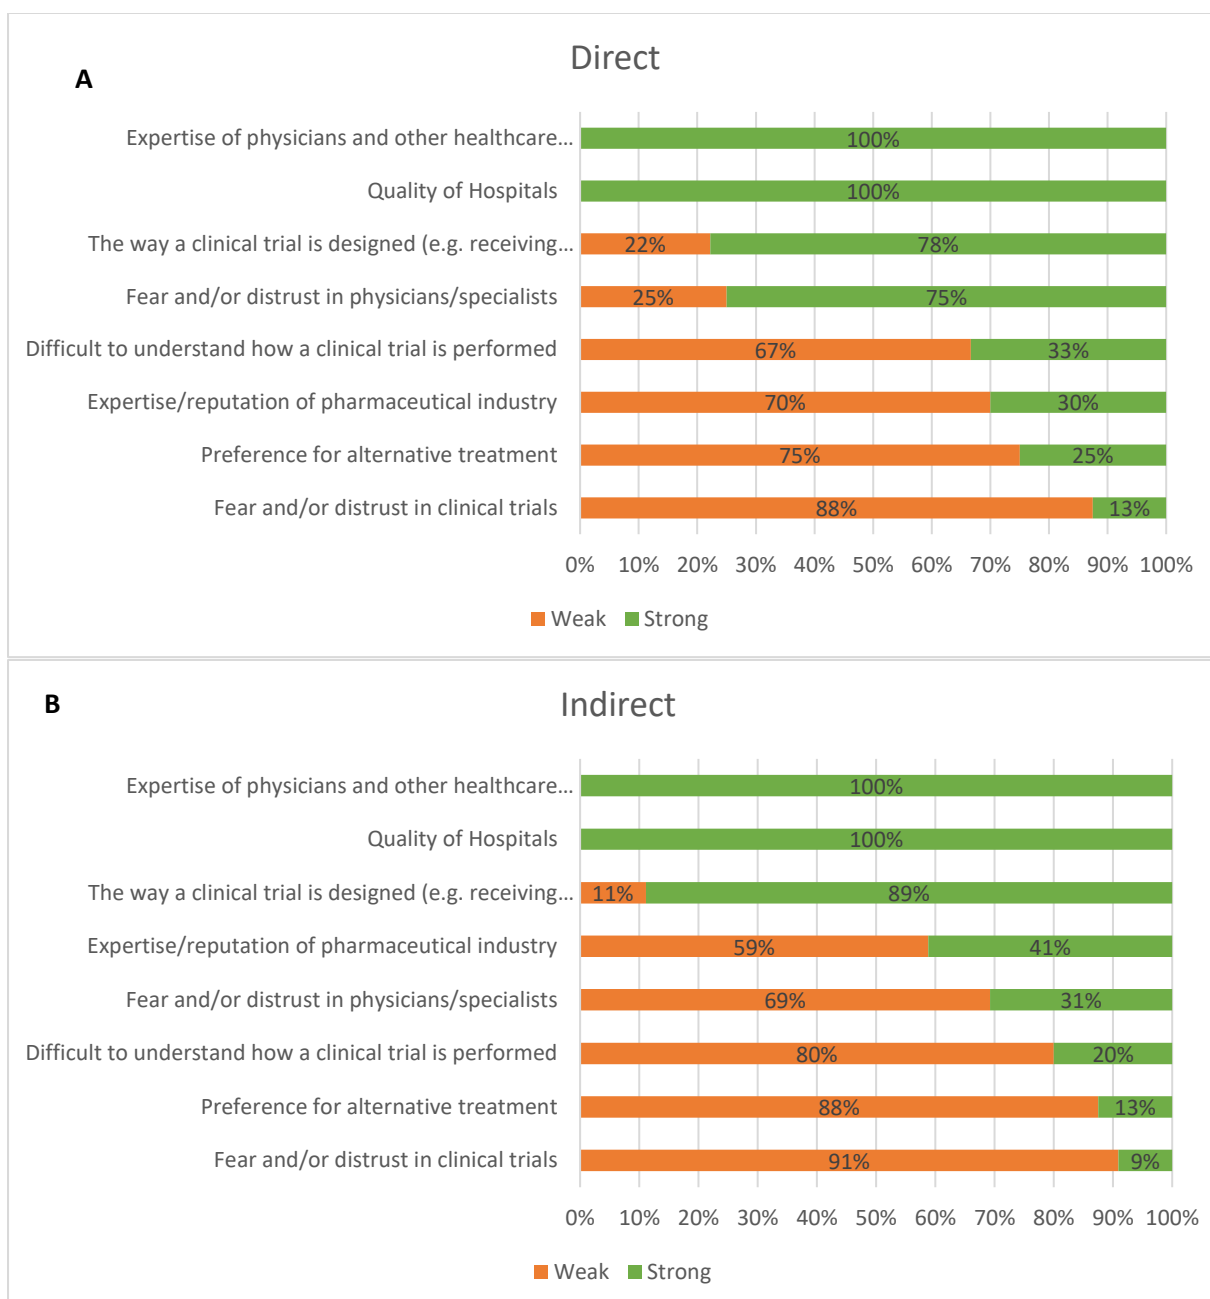 A
Direct
Expertise of physicians and other healthcare... 100%
Quality of Hospitals 100%
The way a clinical trial is designed (e.g. receiving... 22% 78%
Fear and/or distrust in physicians/specialists 25% 75%
Difficult to understand how a clinical trial is performed 67% 33%
Expertise/reputation of pharmaceutical industry 70% 30%
Preference for alternative treatment 75% 25%
Fear and/or distrust in clinical trials 88% 13%
0% 10% 20% 30% 40% 50% 60% 70% 80% 90% 100%
Weak Strong
B
Indirect
Expertise of physicians and other healthcare... 100%
Quality of Hospitals 100%
The way a clinical trial is designed (e.g. receiving... 11% 89%
Expertise/reputation of pharmaceutical industry 59% 41%
Fear and/or distrust in physicians/specialists 69% 31%
Difficult to understand how a clinical trial is performed 80% 20%
Preference for alternative treatment 88% 13%
Fear and/or distrust in clinical trials 91% 9%
0% 10% 20% 30% 40% 50% 60% 70% 80% 90% 100%
Weak Strong